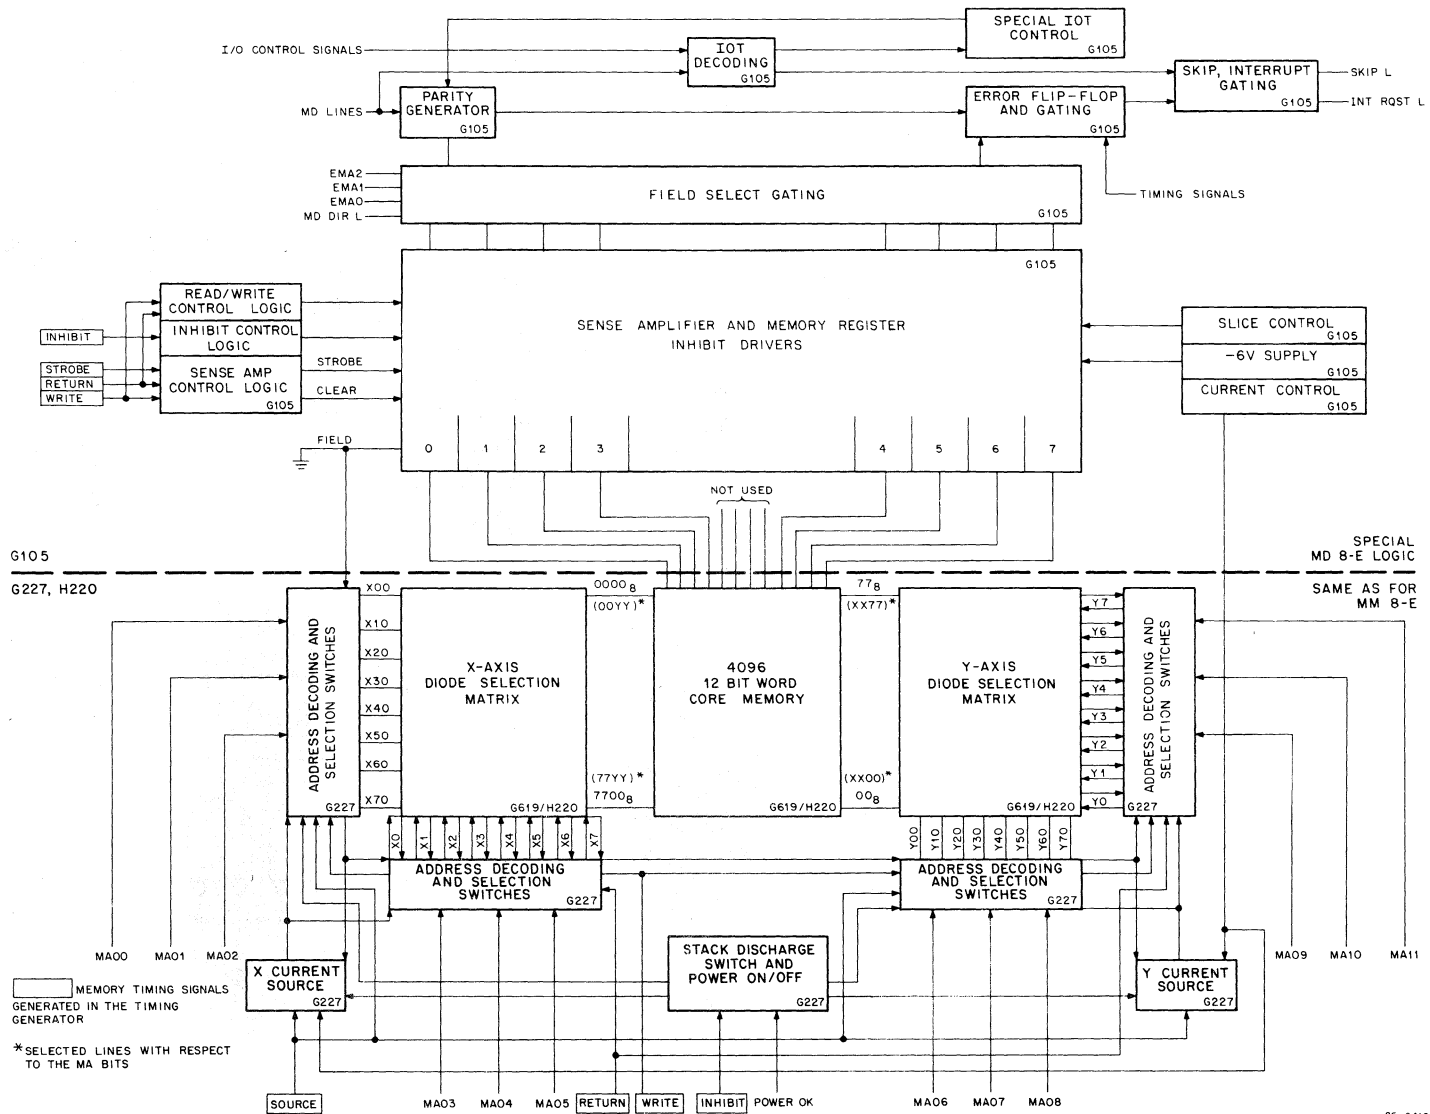 SPECIAL IOT
CONTROL
G105
I/O CONTROL SIGNALS
IOT
DECODING
G105
SKIP, INTERRUPT
GATING
G105
SKIP L
INT RQST L
MD LINES
PARITY
GENERATOR
G105
ERROR FLIP-FLOP
AND GATING
G105
TIMING SIGNALS
EMA2
EMA1
EMA0
MD DIR L
FIELD SELECT GATING
G105
G105
READ/WRITE
CONTROL LOGIC
INHIBIT CONTROL
LOGIC
SENSE AMP
CONTROL LOGIC
G105
INHIBIT
STROBE
RETURN
WRITE
STROBE
CLEAR
FIELD
SENSE AMPLIFIER AND MEMORY REGISTER
INHIBIT DRIVERS
0 1 2 3 4 5 6 7
SLICE CONTROL
G105
-6V SUPPLY
G105
CURRENT CONTROL
G105
NOT USED
G105
SPECIAL
MD 8-E LOGIC
G227, H220
SAME AS FOR
MM 8-E
ADDRESS DECODING AND
SELECTION SWITCHES
G227
X00
X10
X20
X30
X40
X50
X60
X70
X-AXIS
DIODE SELECTION
MATRIX
G619/H220
0000₈
(00YY)*
(77YY)*
7700₈
4096
12 BIT WORD
CORE MEMORY
G619/H220
77₈
(XX77)*
(XX00)*
00₈
Y-AXIS
DIODE SELECTION
MATRIX
G619/H220
Y7
Y6
Y5
Y4
Y3
Y2
Y1
Y0
ADDRESS DECODING AND
SELECTION SWITCHES
G227
X0 X1 X2 X3 X4 X5 X6 X7
Y00 Y10 Y20 Y30 Y40 Y50 Y60 Y70
ADDRESS DECODING
AND SELECTION
SWITCHES
G227
ADDRESS DECODING
AND SELECTION
SWITCHES
G227
MA00 MA01 MA02
X CURRENT
SOURCE
G227
STACK DISCHARGE
SWITCH AND
POWER ON/OFF
G227
Y CURRENT
SOURCE
G227
MA09 MA10 MA11
MEMORY TIMING SIGNALS
GENERATED IN THE TIMING
GENERATOR
*SELECTED LINES WITH RESPECT
TO THE MA BITS
SOURCE MA03 MA04 MA05 RETURN WRITE INHIBIT POWER OK MA06 MA07 MA08